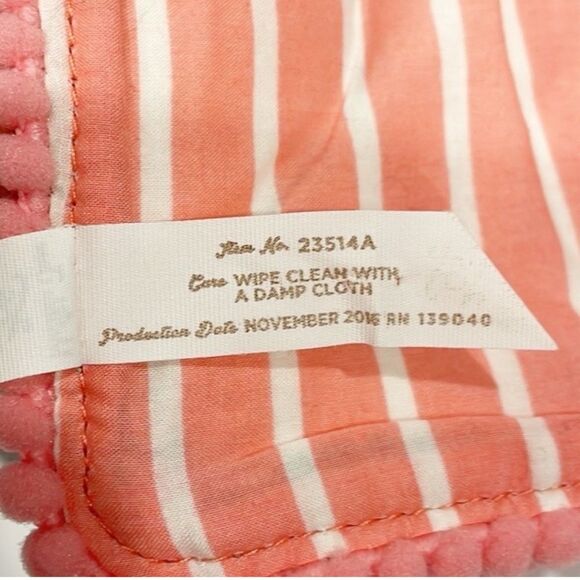 Item No. 23514A
Care WIPE CLEAN WITH
A DAMP CLOTH
Production Date NOVEMBER 2016 RN 139040